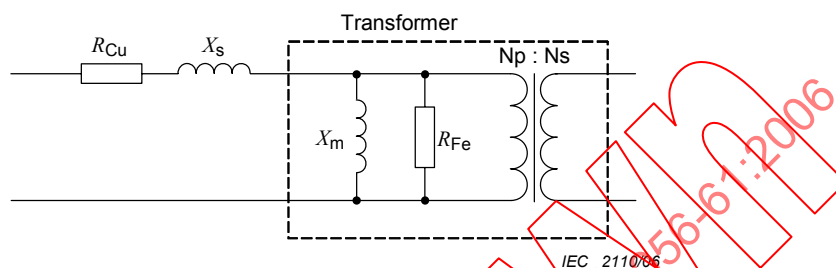 Transformer
RCu
Xs
Np : Ns
Xm
RFe
56-61:2006
IEC 2110/06